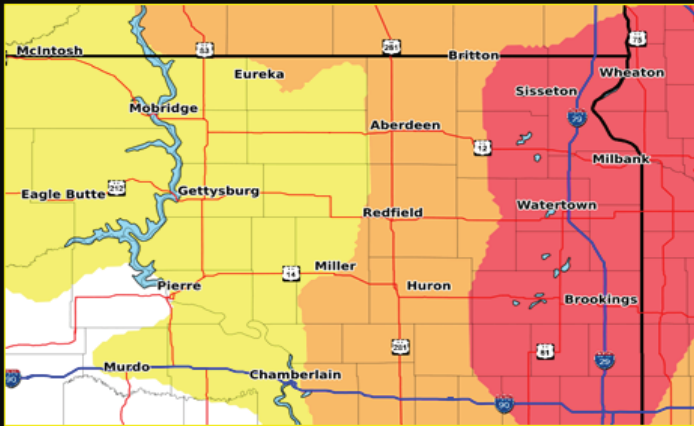 McIntosh
83
281
Britton
75
Eureka
Wheaton
Sisseton
Mobridge
29
Aberdeen
12
Milbank
Eagle Butte
212
Gettysburg
Redfield
Watertown
14
Miller
Pierre
Huron
Brookings
281
81
29
Murdo
90
Chamberlain
90